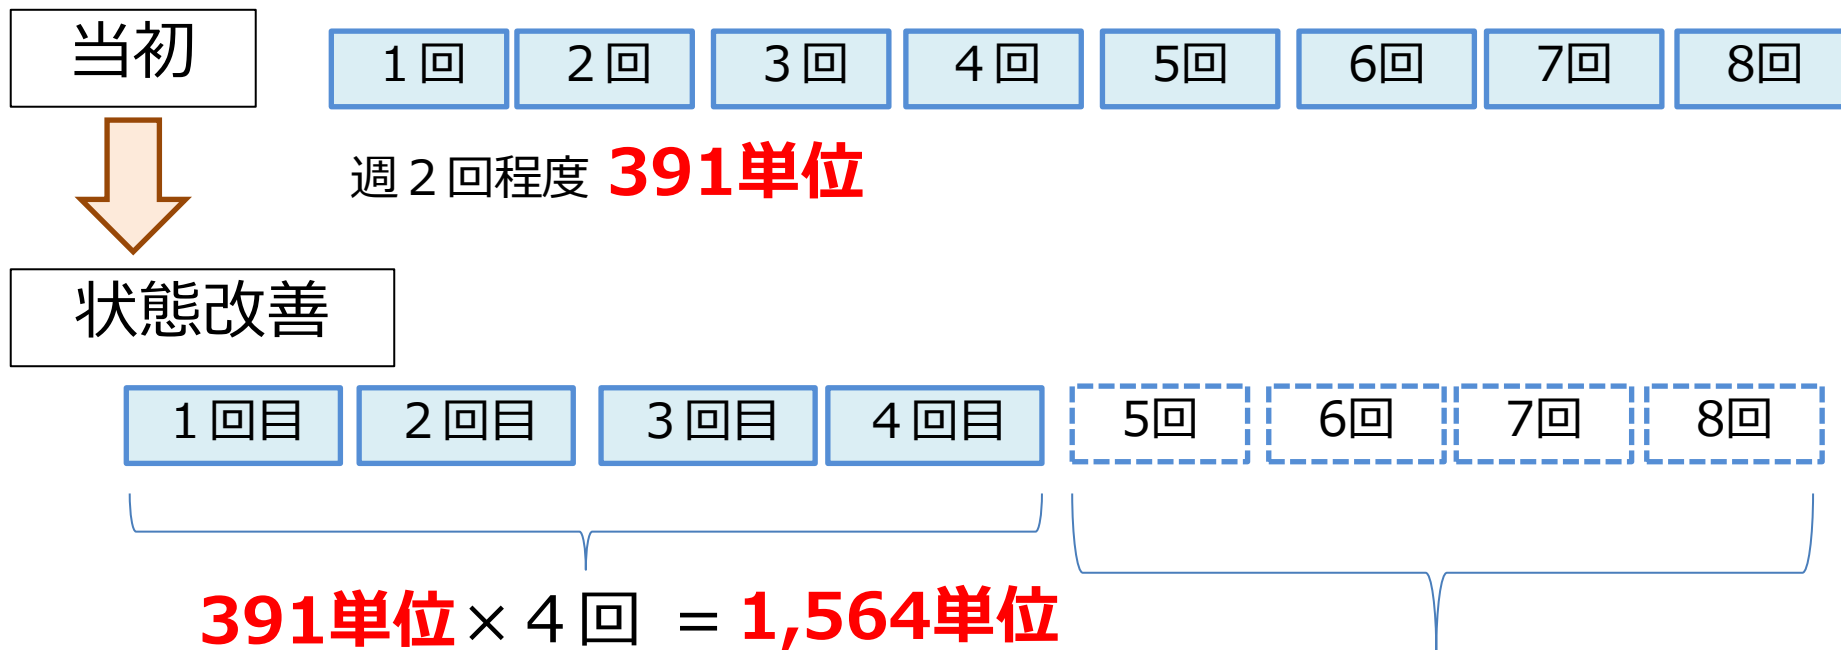 当初
１回 ２回 ３回 ４回 5回 6回 7回 8回
週２回程度 391単位
状態改善
１回目 ２回目 ３回目 ４回目 5回 6回 7回 8回
391単位×４回 ＝1,564単位